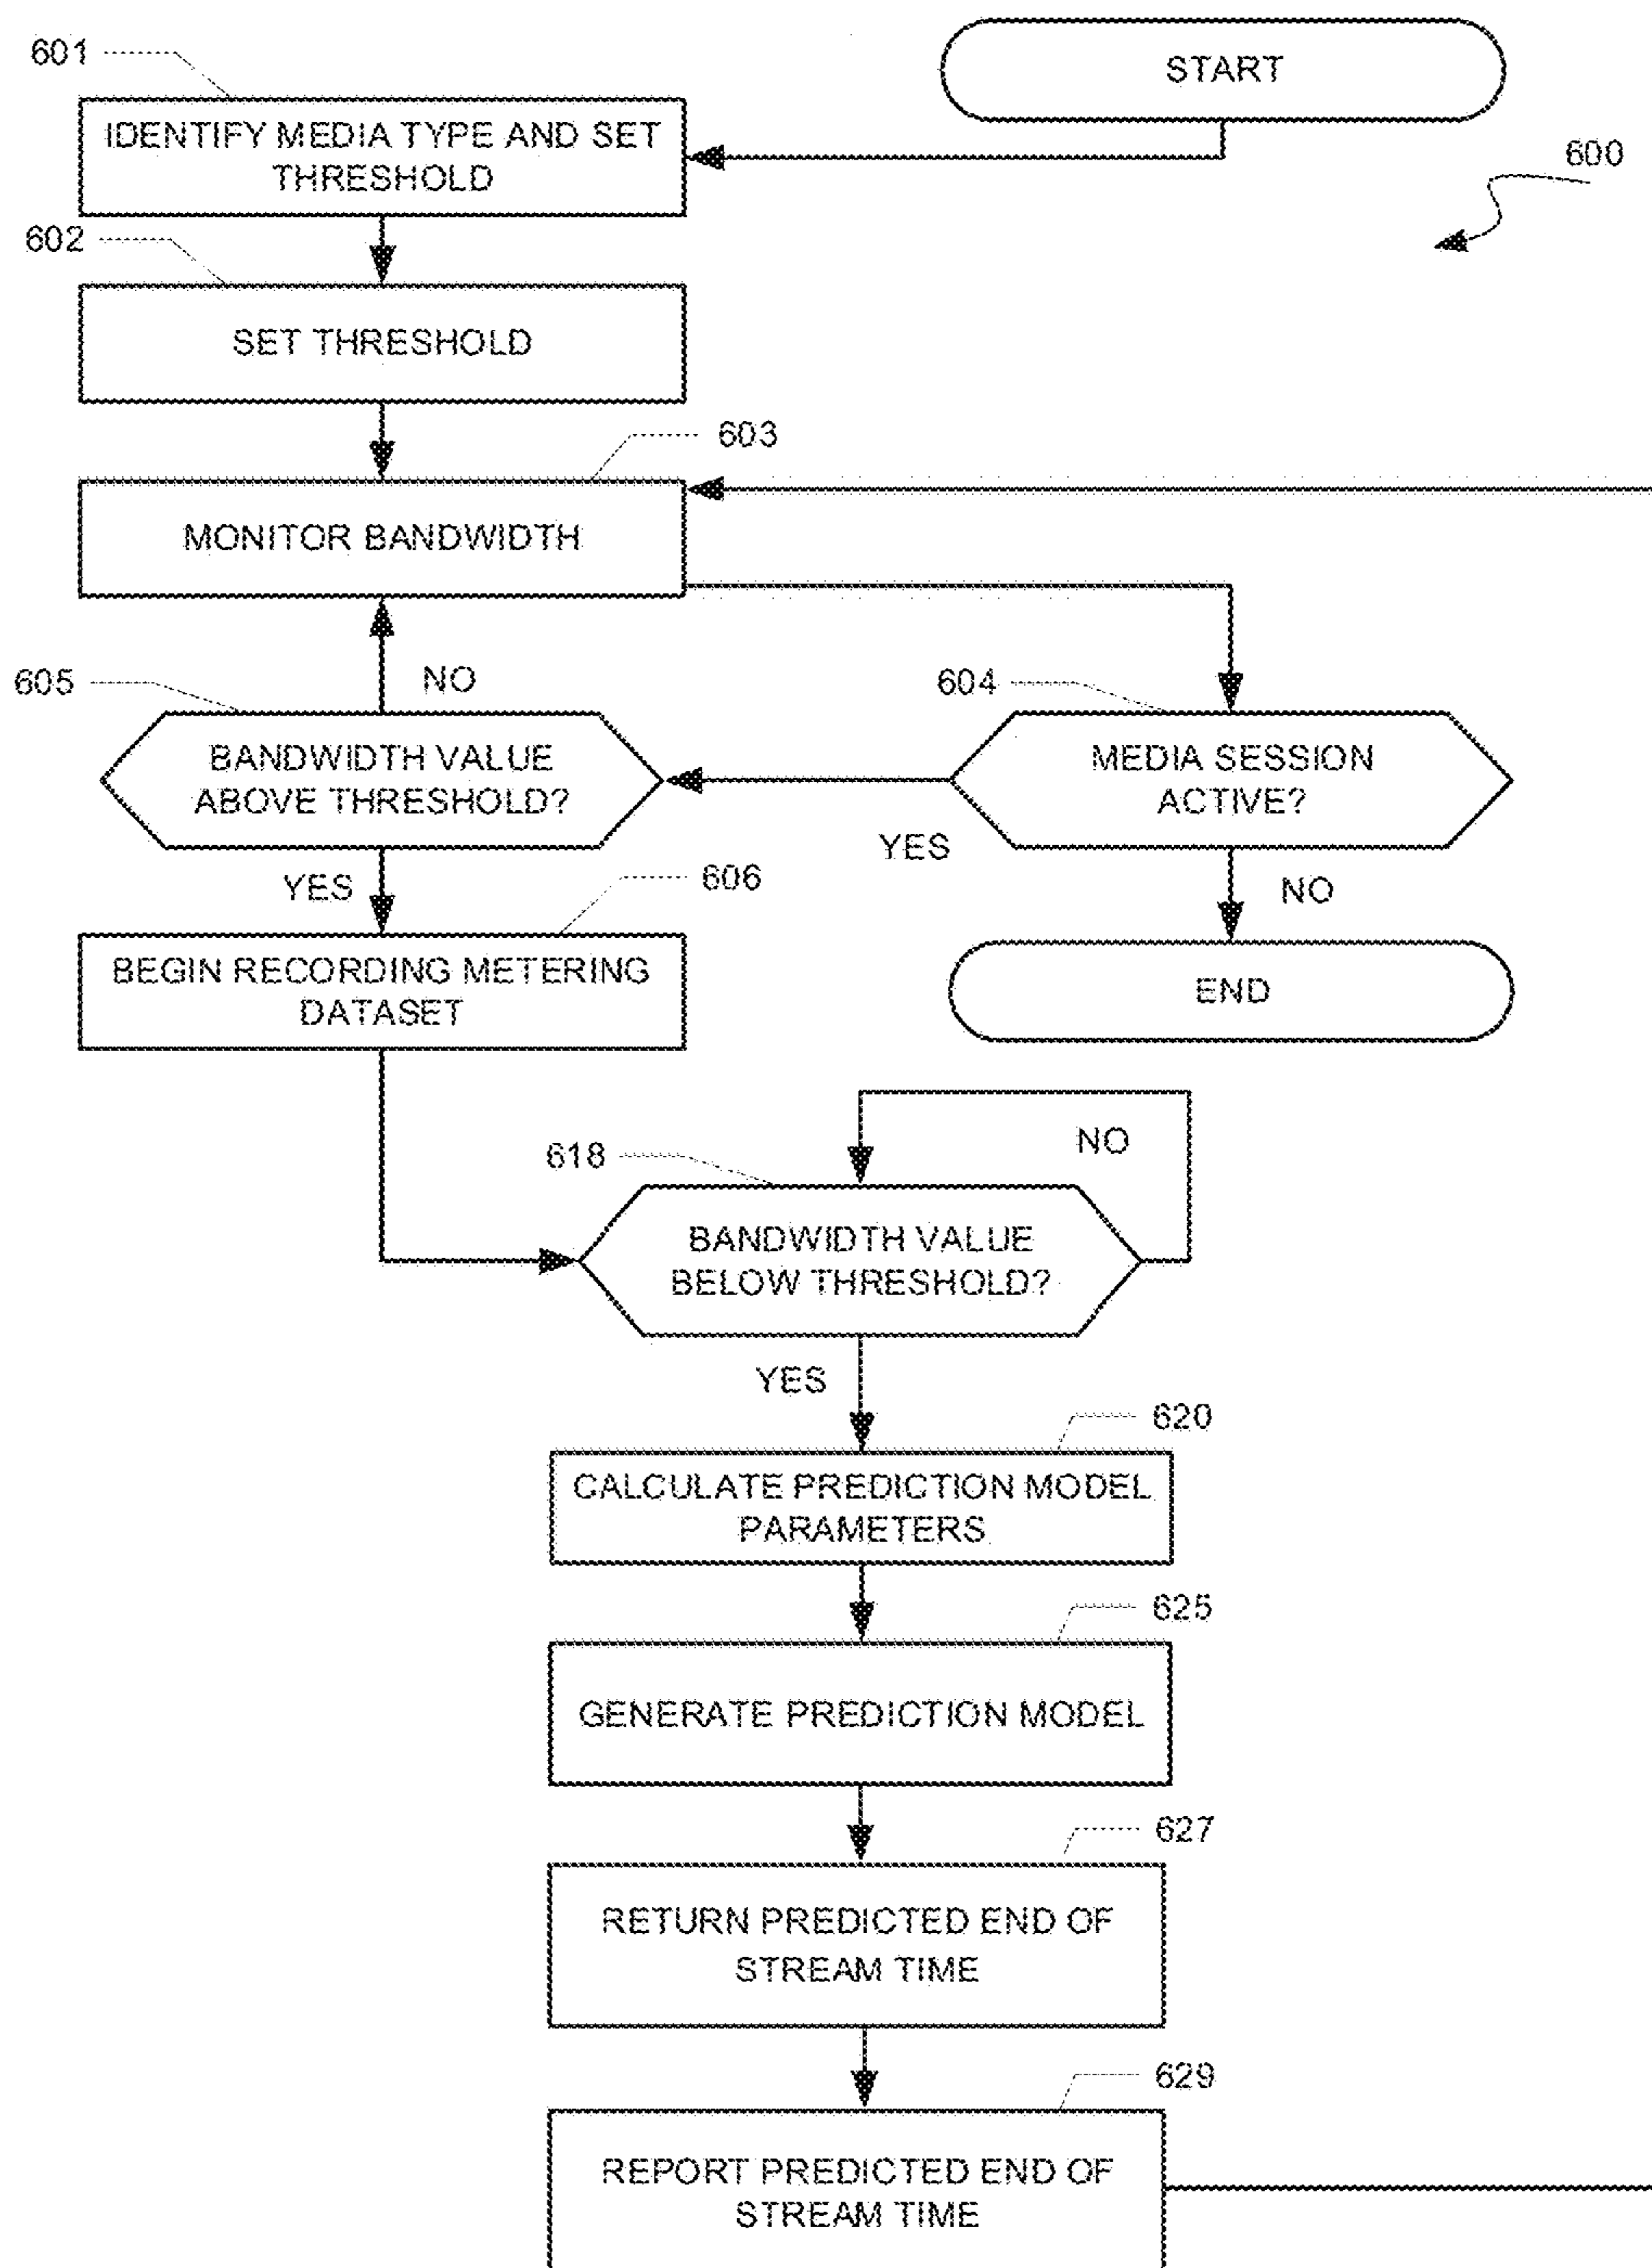 START
600
601
IDENTIFY MEDIA TYPE AND SET
THRESHOLD
602
SET THRESHOLD
603
MONITOR BANDWIDTH
604
MEDIA SESSION
ACTIVE?
YES
NO
END
605
NO
BANDWIDTH VALUE
ABOVE THRESHOLD?
YES
606
BEGIN RECORDING METERING
DATASET
618
NO
BANDWIDTH VALUE
BELOW THRESHOLD?
YES
620
CALCULATE PREDICTION MODEL
PARAMETERS
625
GENERATE PREDICTION MODEL
627
RETURN PREDICTED END OF
STREAM TIME
629
REPORT PREDICTED END OF
STREAM TIME